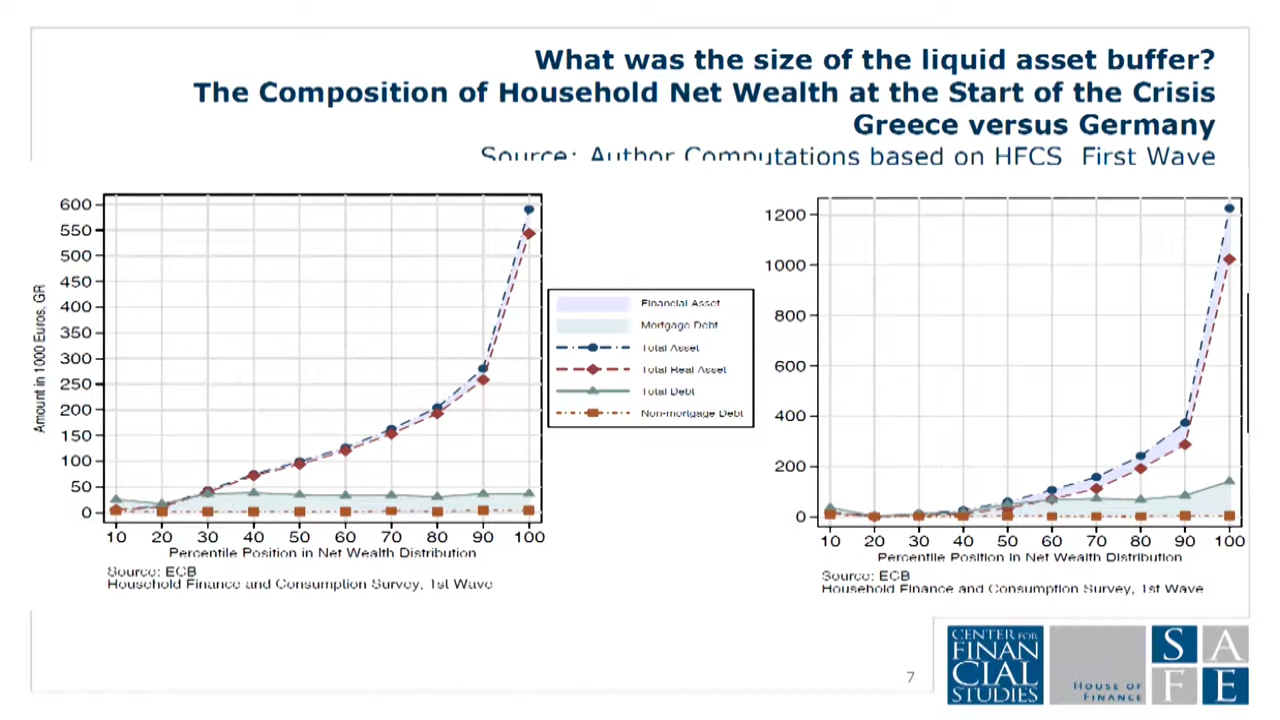 What was the size of the liquid asset buffer?
The Composition of Household Net Wealth at the Start of the Crisis
Greece versus Germany
Source: Author Computations based on HFCS First Wave
Amount in 1000 Euros, GR
600
550
500
450
400
350
300
250
200
150
100
50
0
10 20 30 40 50 60 70 80 90 100
Percentile Position in Net Wealth Distribution
Source: ECB
Household Finance and Consumption Survey, 1st Wave
Financial Asset
Mortgage Debt
Total Asset
Total Real Asset
Total Debt
Non-mortgage Debt
1200
1000
800
600
400
200
0
10 20 30 40 50 60 70 80 90 100
Percentile Position in Net Wealth Distribution
Source: ECB
Household Finance and Consumption Survey, 1st Wave
7
CENTER FOR
FINAN
CIAL
STUDIES
HOUSE OF
FINANCE
S A
F E